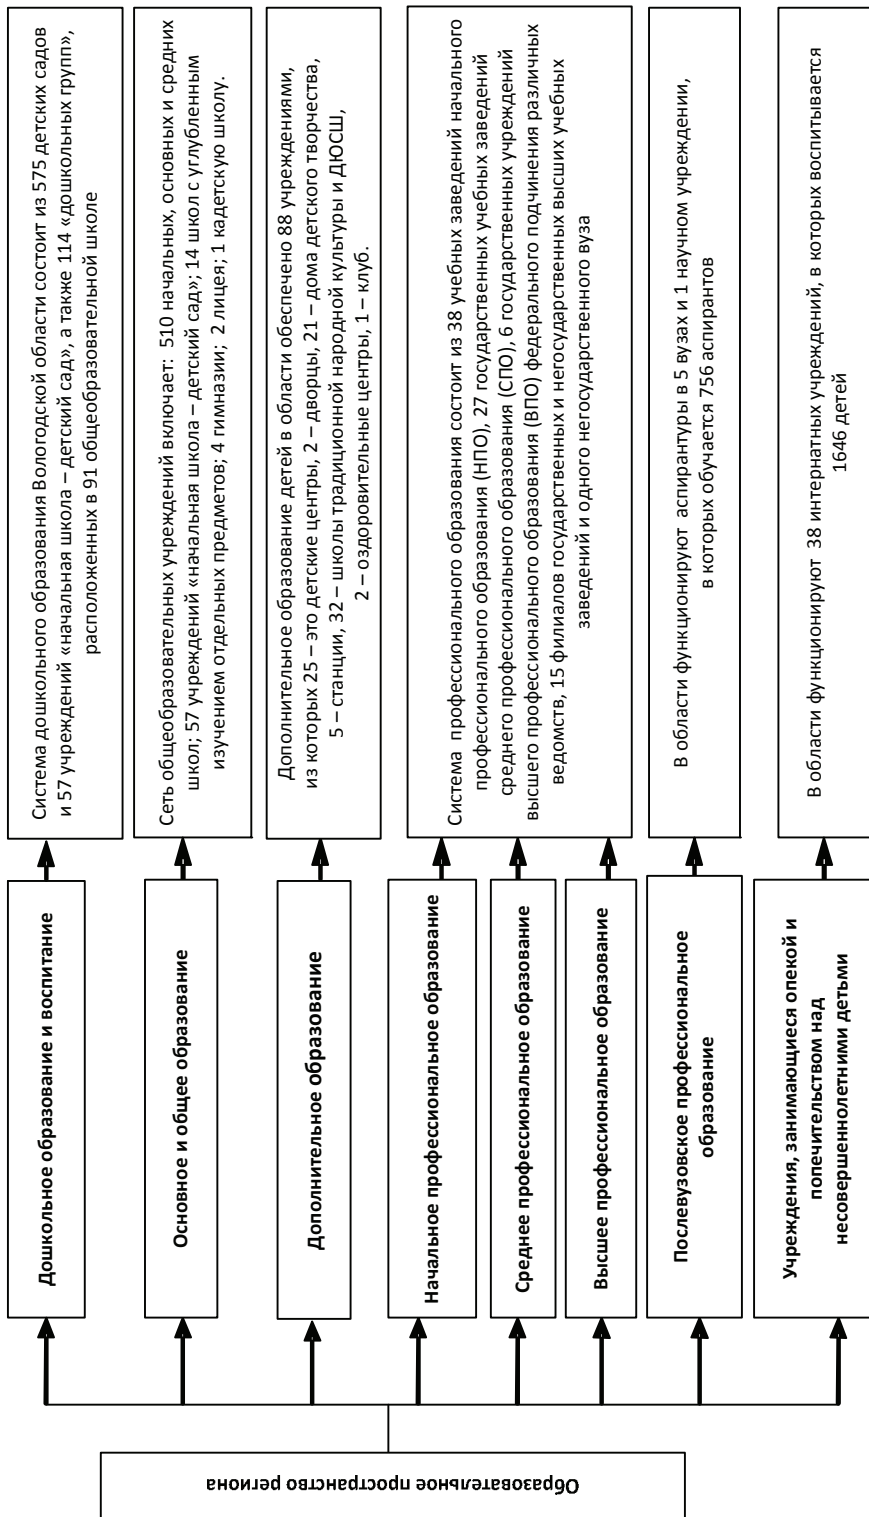 Образовательное пространство региона
Дошкольное образование и воспитание
Система дошкольного образования Вологодской области состоит из 575 детских садов
и 57 учреждений «начальная школа – детский сад», а также 114 «дошкольных групп»,
расположенных в 91 общеобразовательной школе
Основное и общее образование
Сеть общеобразовательных учреждений включает: 510 начальных, основных и средних
школ; 57 учреждений «начальная школа – детский сад»; 14 школ с углубленным
изучением отдельных предметов; 4 гимназии; 2 лицея; 1 кадетскую школу.
Дополнительное образование
Дополнительное образование детей в области обеспечено 88 учреждениями,
из которых 25 – это детские центры, 2 – дворцы, 21 – дома детского творчества,
5 – станции, 32 – школы традиционной народной культуры и ДЮСШ,
2 – оздоровительные центры, 1 – клуб.
Начальное профессиональное образование
Среднее профессиональное образование
Высшее профессиональное образование
Система профессионального образования состоит из 38 учебных заведений начального
профессионального образования (НПО), 27 государственных учебных заведений
среднего профессионального образования (СПО), 6 государственных учреждений
высшего профессионального образования (ВПО) федерального подчинения различных
ведомств, 15 филиалов государственных и негосударственных высших учебных
заведений и одного негосударственного вуза
Послевузовское профессиональное
образование
В области функционируют аспирантуры в 5 вузах и 1 научном учреждении,
в которых обучается 756 аспирантов
Учреждения, занимающиеся опекой и
попечительством над
несовершеннолетними детьми
В области функционируют 38 интернатных учреждений, в которых воспитывается
1646 детей